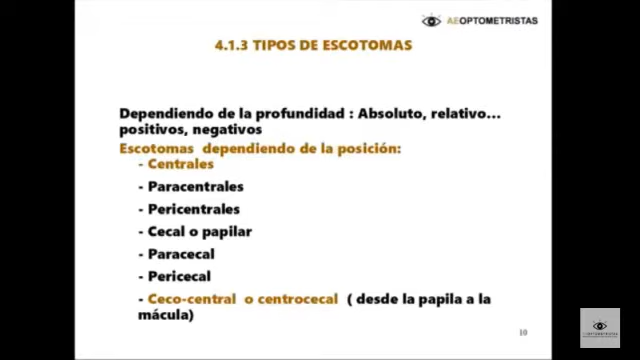 AEOPTOMETRISTAS
4.1.3 TIPOS DE ESCOTOMAS
Dependiendo de la profundidad : Absoluto, relativo...
positivos, negativos
Escotomas dependiendo de la posición:
- Centrales
- Paracentrales
- Pericentrales
- Cecal o papilar
- Paracecal
- Pericecal
- Ceco-central o centrocecal ( desde la papila a la
mácula)
10